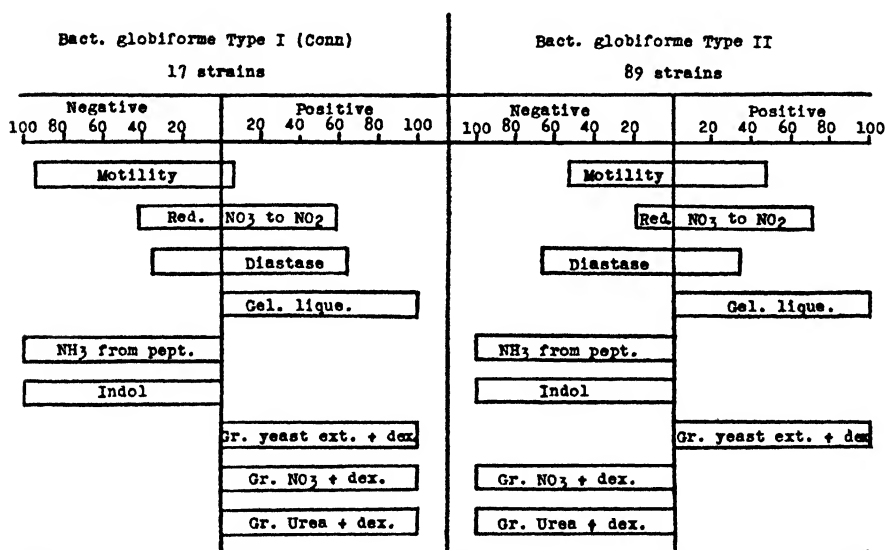 Bact. globiforme Type I (Conn)
17 strains
Negative Positive
100 80 60 40 20 20 40 60 80 100
Motility
Red. NO3 to NO2
Diastase
Gel. lique.
NH3 from pept.
Indol
Gr. yeast ext. + dex.
Gr. NO3 + dex.
Gr. Urea + dex.
Bact. globiforme Type II
89 strains
Negative Positive
100 80 60 40 20 20 40 60 80 100
Motility
Red. NO3 to NO2
Diastase
Gel. lique.
NH3 from pept.
Indol
Gr. yeast ext. + dex
Gr. NO3 + dex.
Gr. Urea + dex.